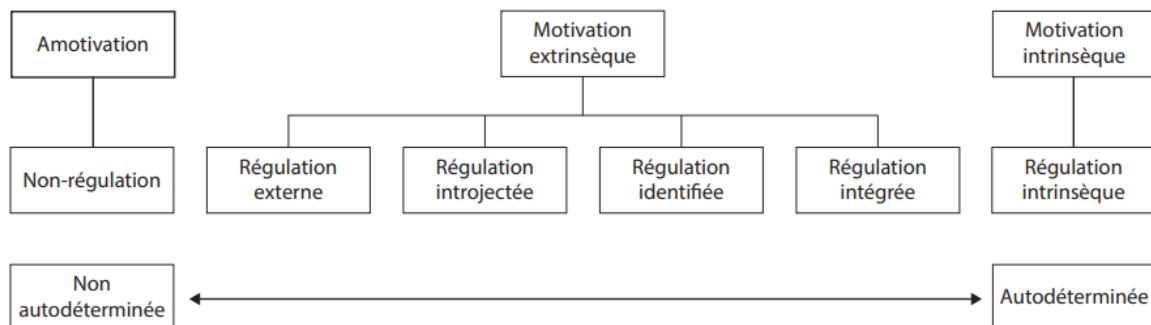 Amotivation
Motivation
extrinsèque
Motivation
intrinsèque
Non-régulation
Régulation
externe
Régulation
introjectée
Régulation
identifiée
Régulation
intégrée
Régulation
intrinsèque
Non
autodéterminée
Autodéterminée